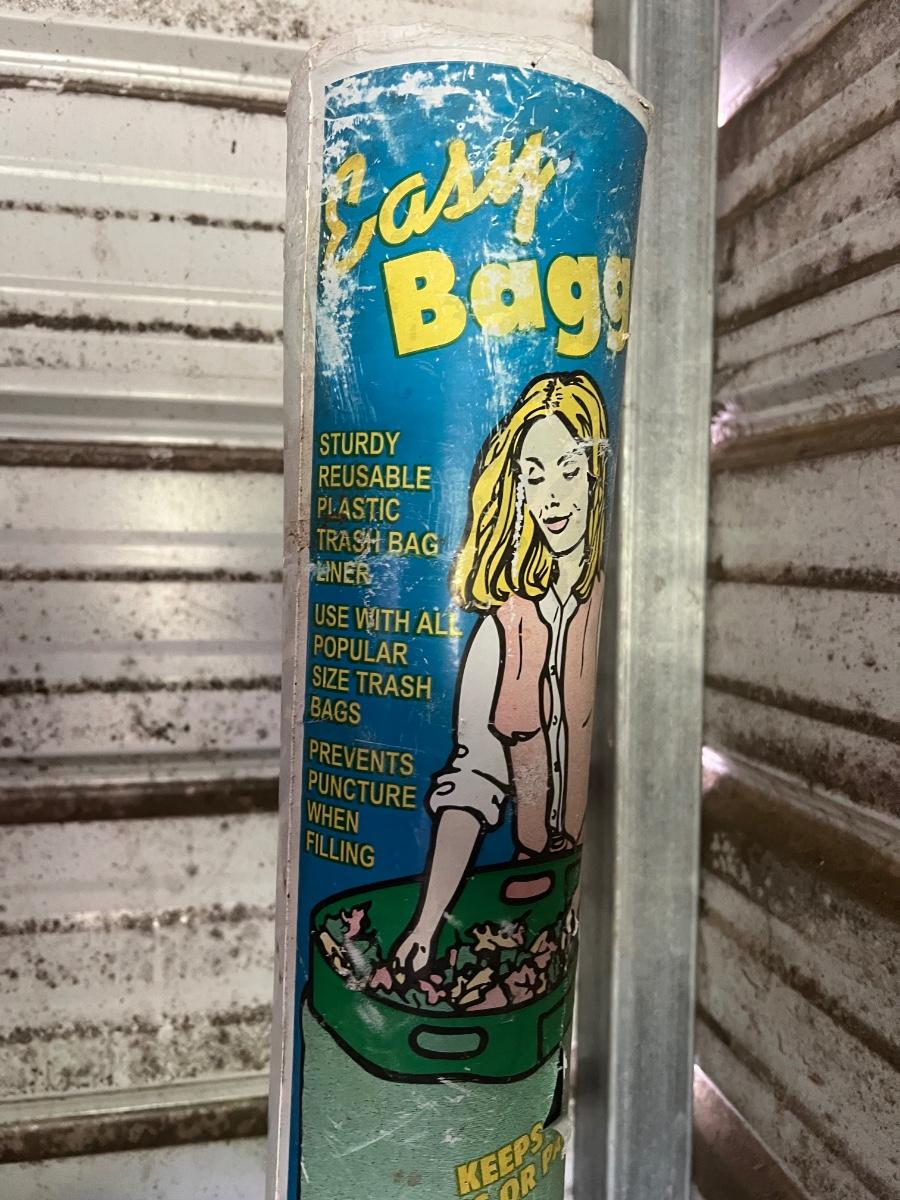 Easy
Bagg
STURDY
REUSABLE
PLASTIC
TRASH BAG
LINER
USE WITH ALL
POPULAR
SIZE TRASH
BAGS
PREVENTS
PUNCTURE
WHEN
FILLING
KEEPS
OR